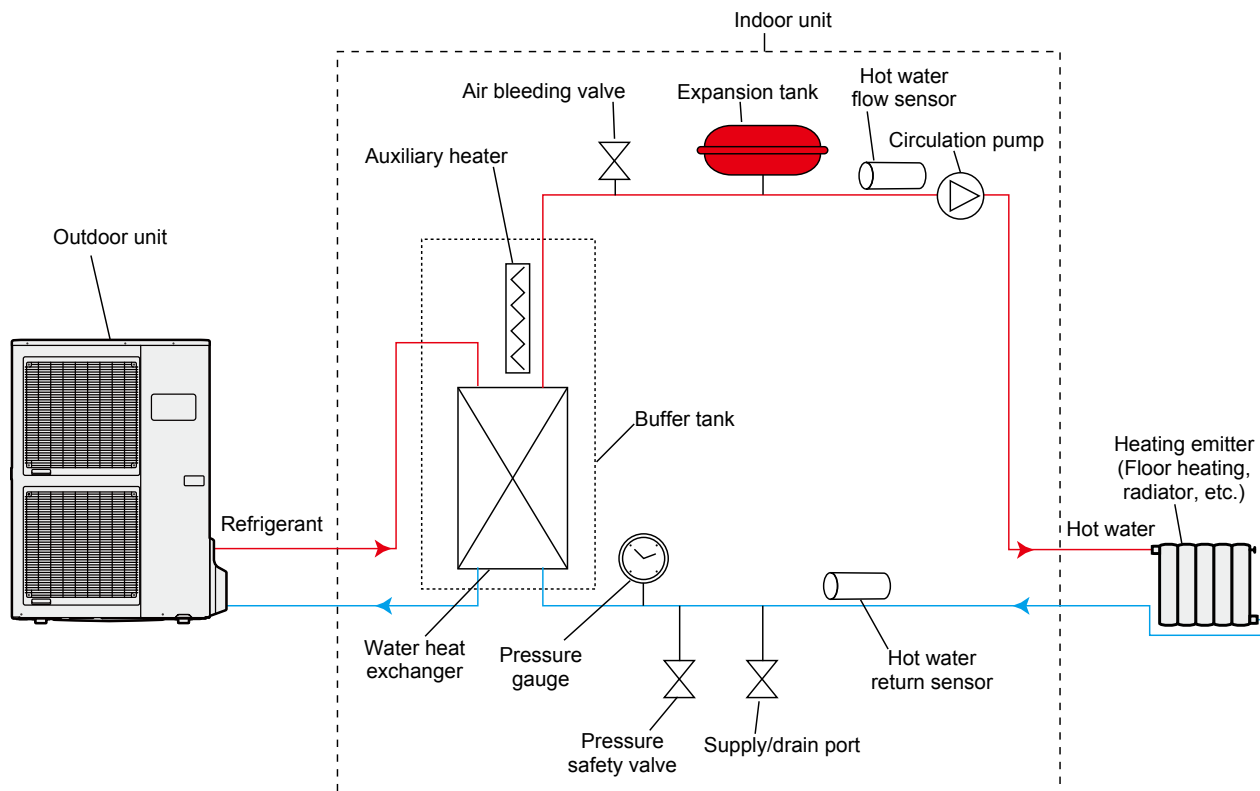 Indoor unit
Air bleeding valve
Expansion tank
Hot water
flow sensor
Circulation pump
Auxiliary heater
Outdoor unit
Buffer tank
Heating emitter
(Floor heating,
radiator, etc.)
Refrigerant
Hot water
Water heat
exchanger
Pressure
gauge
Hot water
return sensor
Pressure
safety valve
Supply/drain port